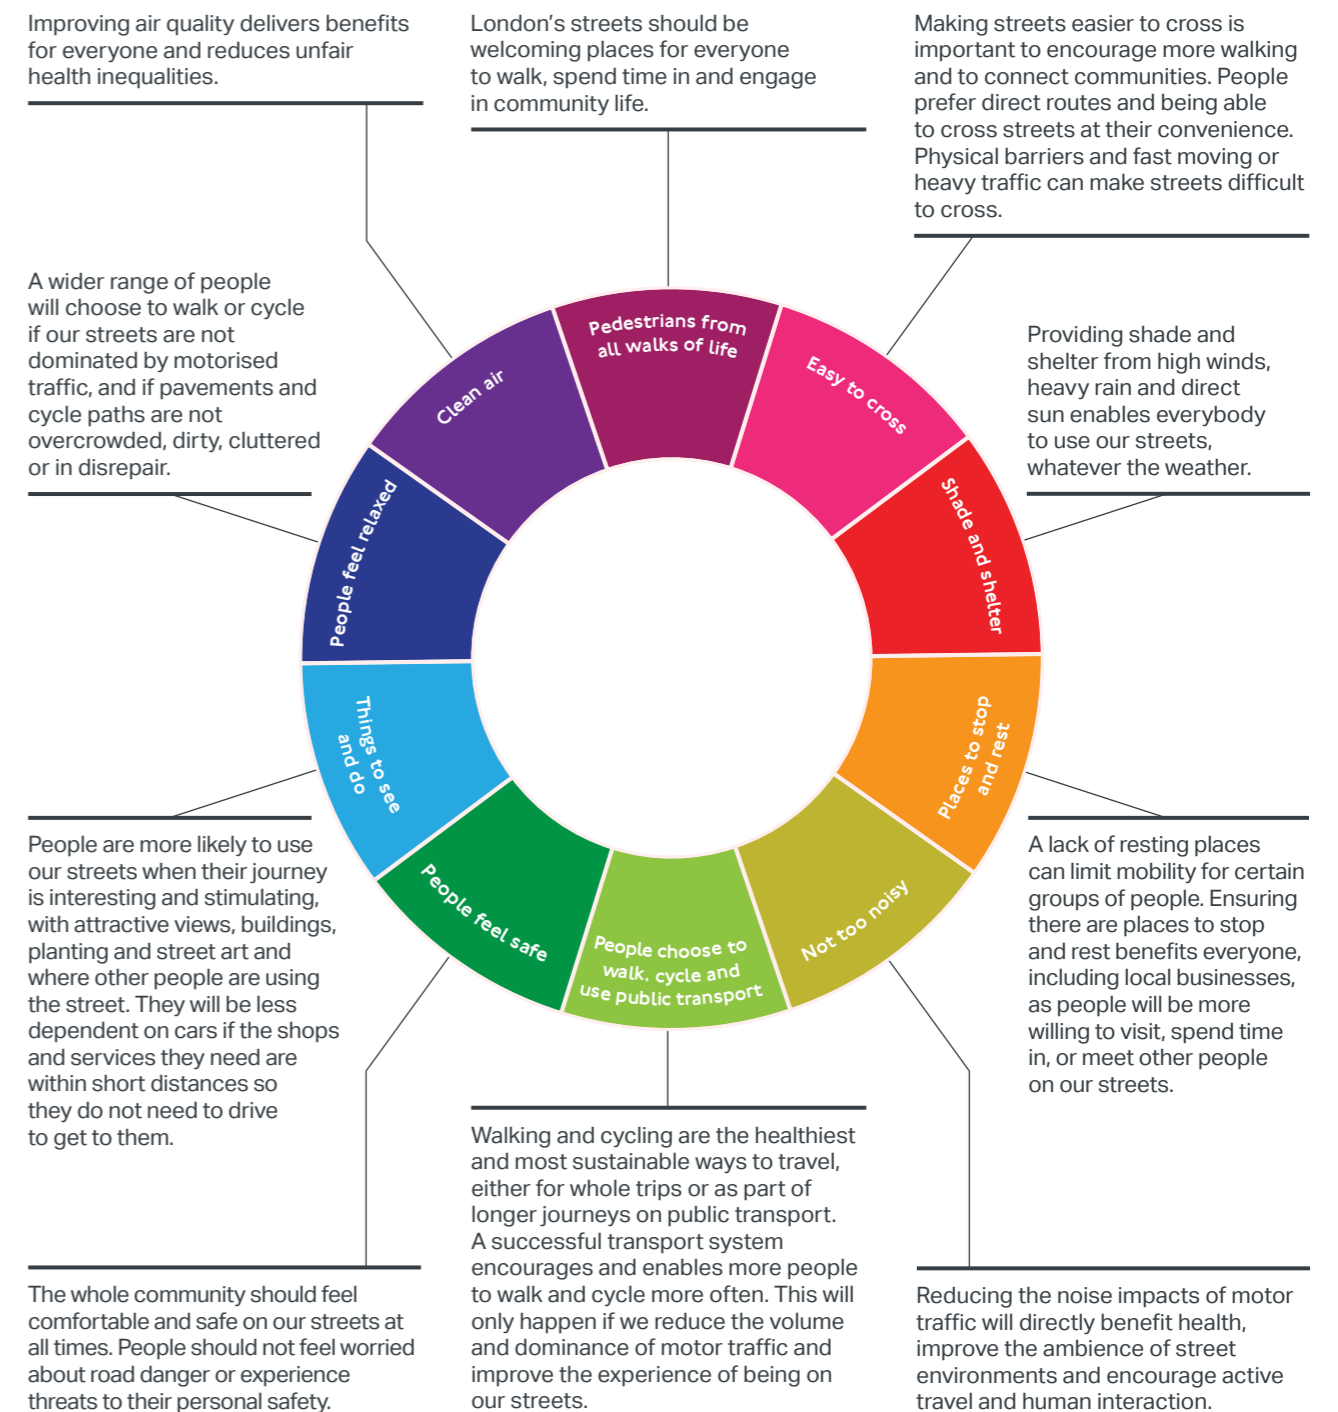 Improving air quality delivers benefits
for everyone and reduces unfair
health inequalities.
London’s streets should be
welcoming places for everyone
to walk, spend time in and engage
in community life.
Making streets easier to cross is
important to encourage more walking
and to connect communities. People
prefer direct routes and being able
to cross streets at their convenience.
Physical barriers and fast moving or
heavy traffic can make streets difficult
to cross.
A wider range of people
will choose to walk or cycle
if our streets are not
dominated by motorised
traffic, and if pavements and
cycle paths are not
overcrowded, dirty, cluttered
or in disrepair.
Providing shade and
shelter from high winds,
heavy rain and direct
sun enables everybody
to use our streets,
whatever the weather.
Pedestrians from
all walks of life
Easy to cross
Shade and shelter
Places to stop
and rest
Not too noisy
People choose to
walk, cycle and
use public transport
People feel safe
Things to see
and do
People feel relaxed
Clean air
People are more likely to use
our streets when their journey
is interesting and stimulating,
with attractive views, buildings,
planting and street art and
where other people are using
the street. They will be less
dependent on cars if the shops
and services they need are
within short distances so
they do not need to drive
to get to them.
A lack of resting places
can limit mobility for certain
groups of people. Ensuring
there are places to stop
and rest benefits everyone,
including local businesses,
as people will be more
willing to visit, spend time
in, or meet other people
on our streets.
The whole community should feel
comfortable and safe on our streets at
all times. People should not feel worried
about road danger or experience
threats to their personal safety.
Walking and cycling are the healthiest
and most sustainable ways to travel,
either for whole trips or as part of
longer journeys on public transport.
A successful transport system
encourages and enables more people
to walk and cycle more often. This will
only happen if we reduce the volume
and dominance of motor traffic and
improve the experience of being on
our streets.
Reducing the noise impacts of motor
traffic will directly benefit health,
improve the ambience of street
environments and encourage active
travel and human interaction.